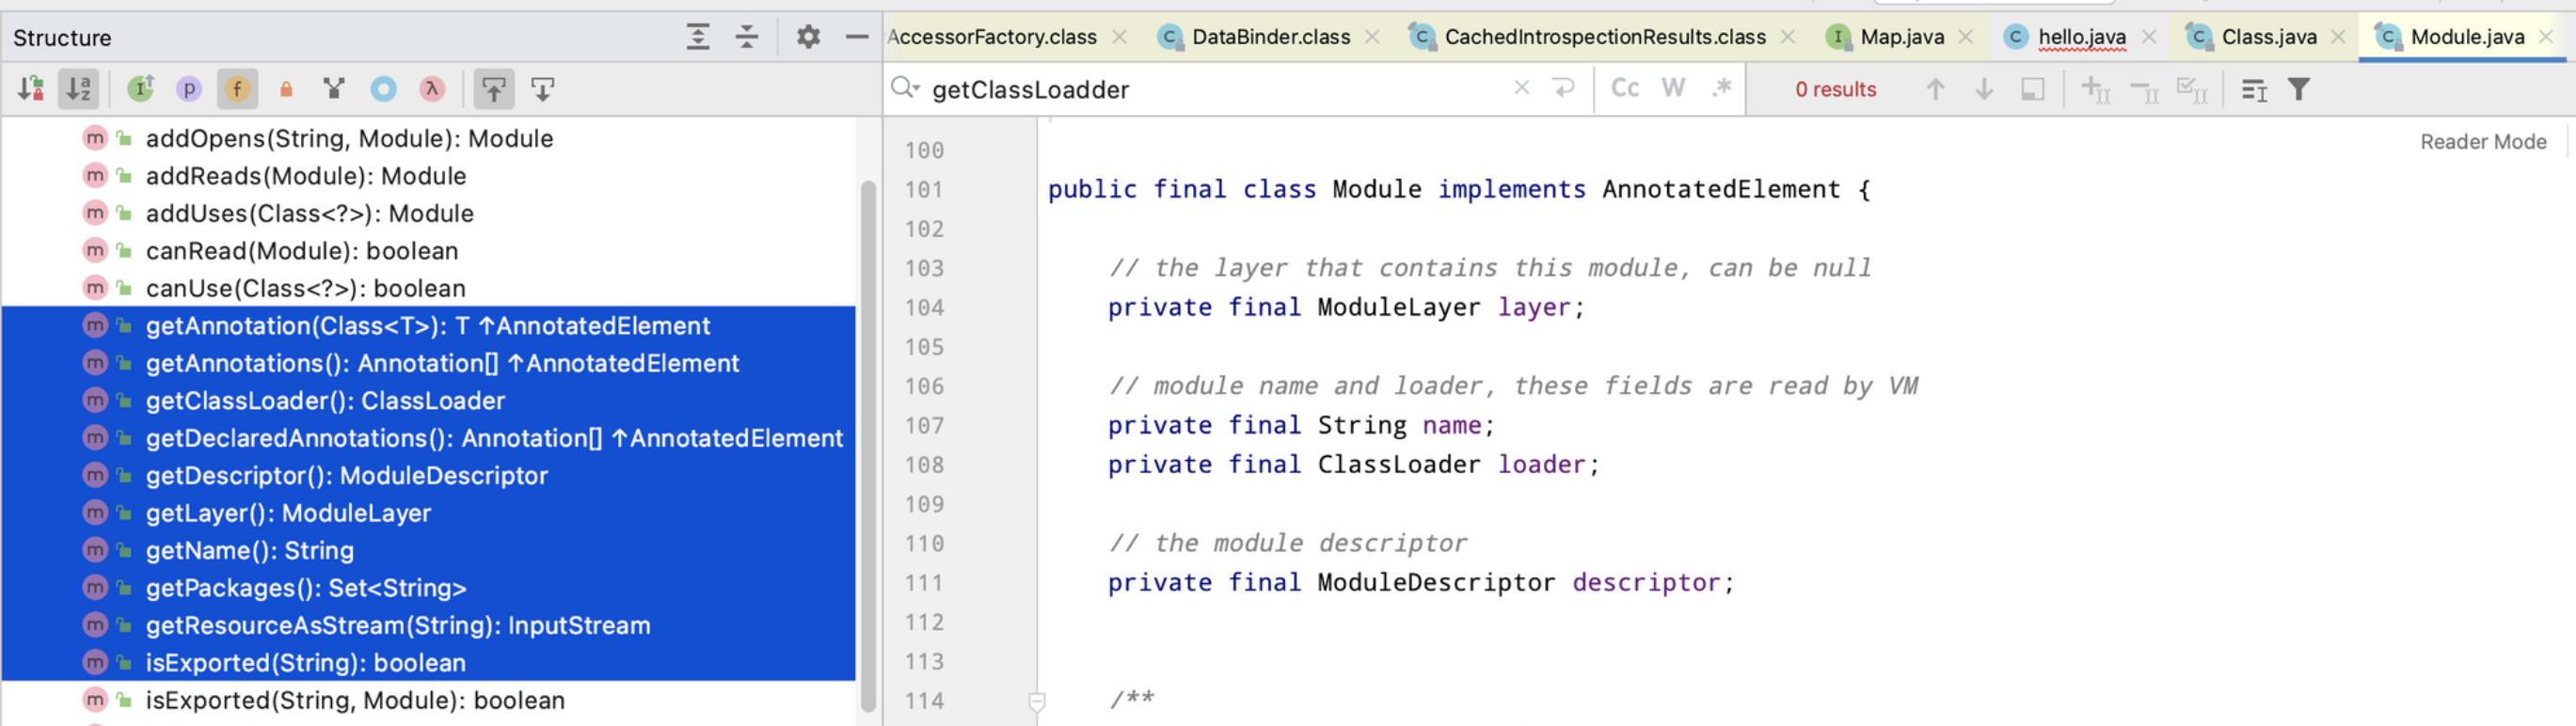 Structure
AccessorFactory.class DataBinder.class CachedIntrospectionResults.class Map.java hello.java Class.java Module.java
getClassLoadder Cc W .* 0 results
Reader Mode
addOpens(String, Module): Module
addReads(Module): Module
addUses(Class<?>): Module
canRead(Module): boolean
canUse(Class<?>): boolean
getAnnotation(Class<T>): T ↑AnnotatedElement
getAnnotations(): Annotation[] ↑AnnotatedElement
getClassLoader(): ClassLoader
getDeclaredAnnotations(): Annotation[] ↑AnnotatedElement
getDescriptor(): ModuleDescriptor
getLayer(): ModuleLayer
getName(): String
getPackages(): Set<String>
getResourceAsStream(String): InputStream
isExported(String): boolean
isExported(String, Module): boolean
100
101 public final class Module implements AnnotatedElement {
102
103 // the layer that contains this module, can be null
104 private final ModuleLayer layer;
105
106 // module name and loader, these fields are read by VM
107 private final String name;
108 private final ClassLoader loader;
109
110 // the module descriptor
111 private final ModuleDescriptor descriptor;
112
113
114 /**